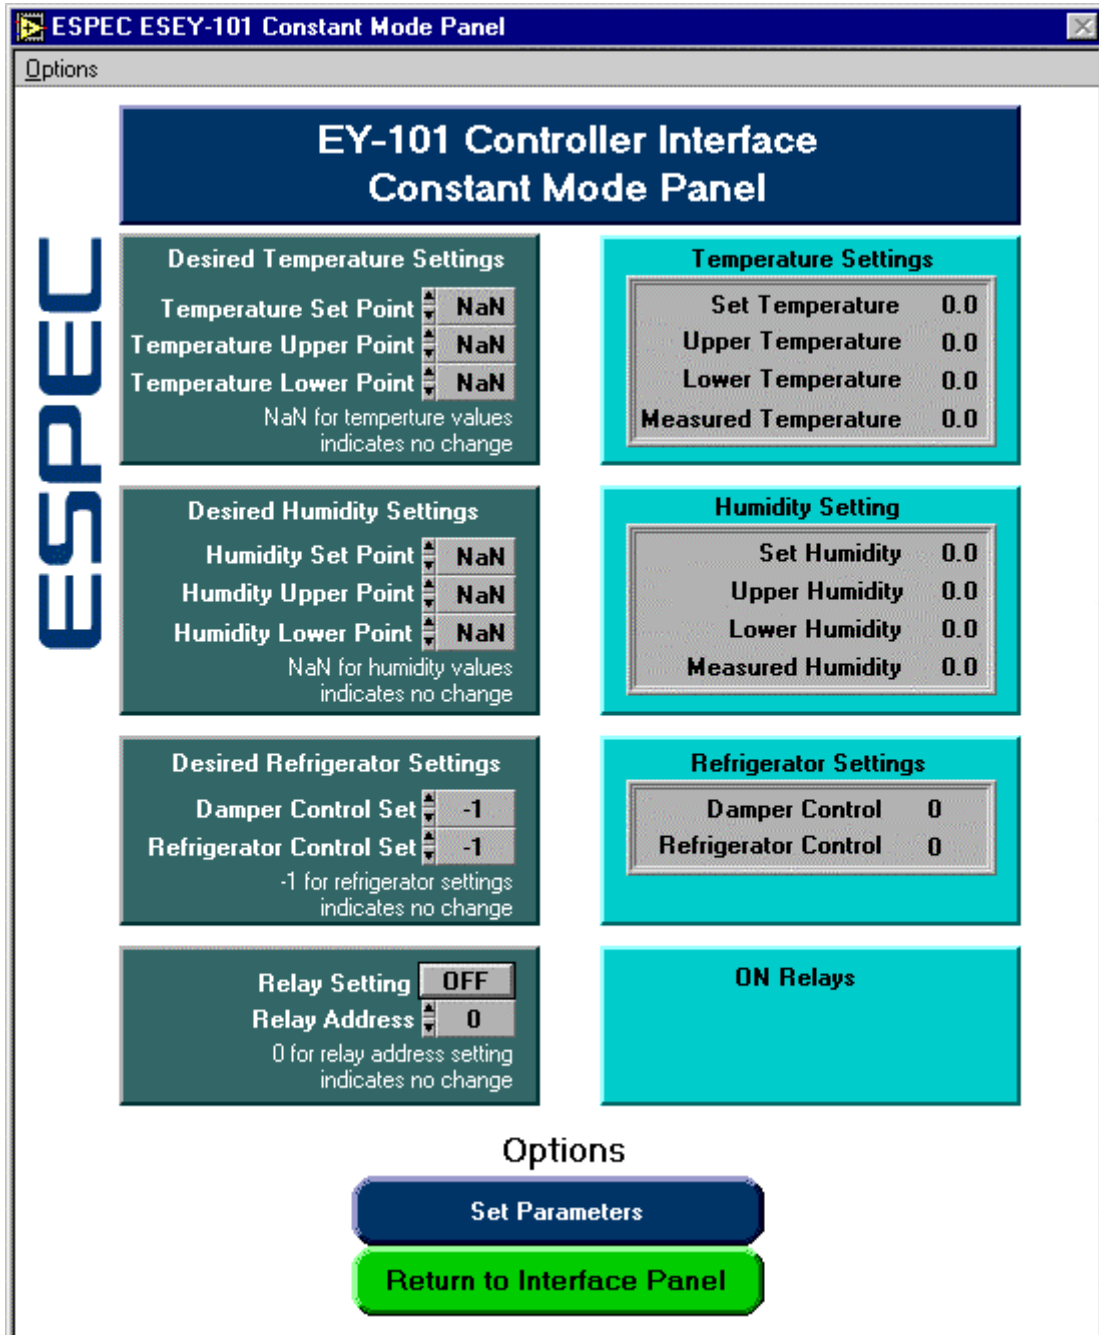 ESPEC ESEY-101 Constant Mode Panel
Options
EY-101 Controller Interface
Constant Mode Panel
ESPEC
Desired Temperature Settings
Temperature Set Point NaN
Temperature Upper Point NaN
Temperature Lower Point NaN
NaN for temperture values
indicates no change
Temperature Settings
Set Temperature 0.0
Upper Temperature 0.0
Lower Temperature 0.0
Measured Temperature 0.0
Desired Humidity Settings
Humidity Set Point NaN
Humdity Upper Point NaN
Humidity Lower Point NaN
NaN for humidity values
indicates no change
Humidity Setting
Set Humidity 0.0
Upper Humidity 0.0
Lower Humidity 0.0
Measured Humidity 0.0
Desired Refrigerator Settings
Damper Control Set -1
Refrigerator Control Set -1
-1 for refrigerator settings
indicates no change
Refrigerator Settings
Damper Control 0
Refrigerator Control 0
Relay Setting OFF
Relay Address 0
0 for relay address setting
indicates no change
ON Relays
Options
Set Parameters
Return to Interface Panel